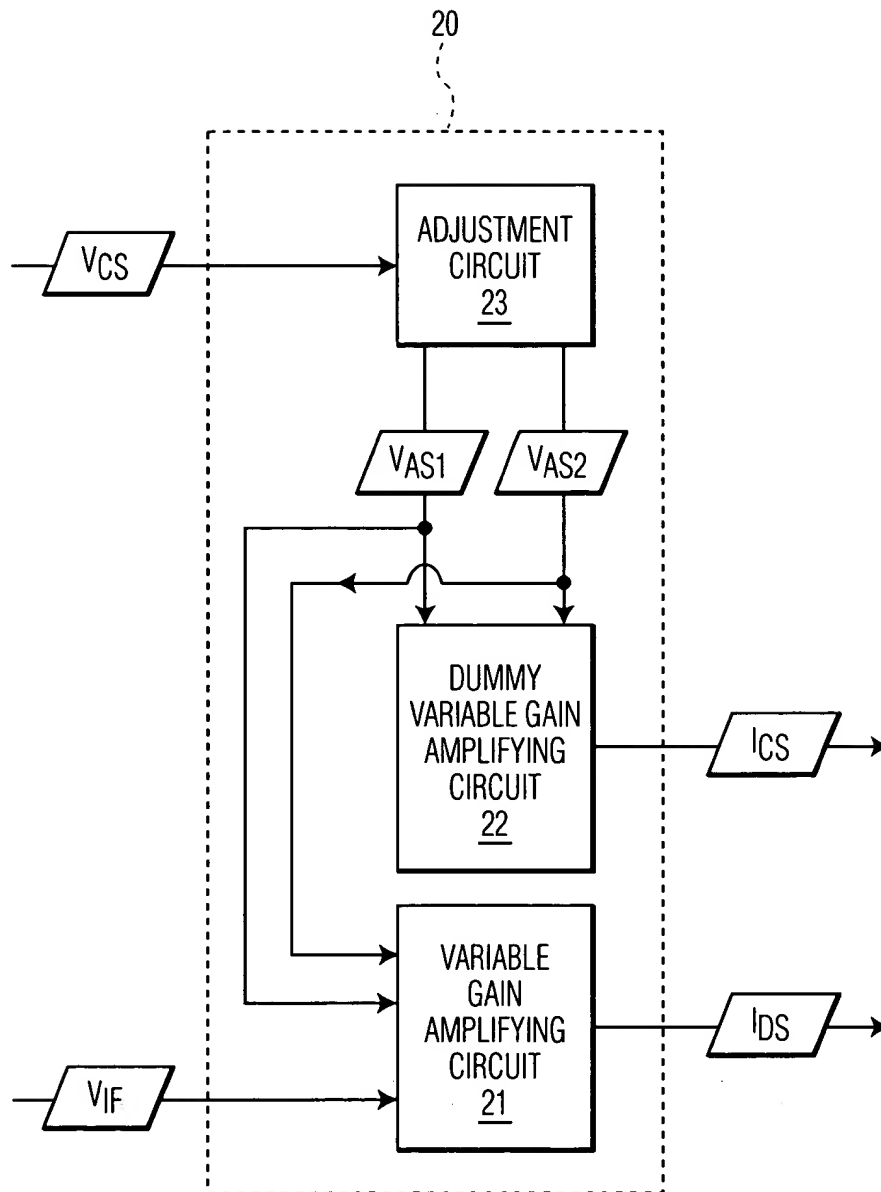 20
VCS
ADJUSTMENT
CIRCUIT
23
VAS1
VAS2
DUMMY
VARIABLE GAIN
AMPLIFYING
CIRCUIT
22
ICS
VARIABLE
GAIN
AMPLIFYING
CIRCUIT
21
IDS
VIF